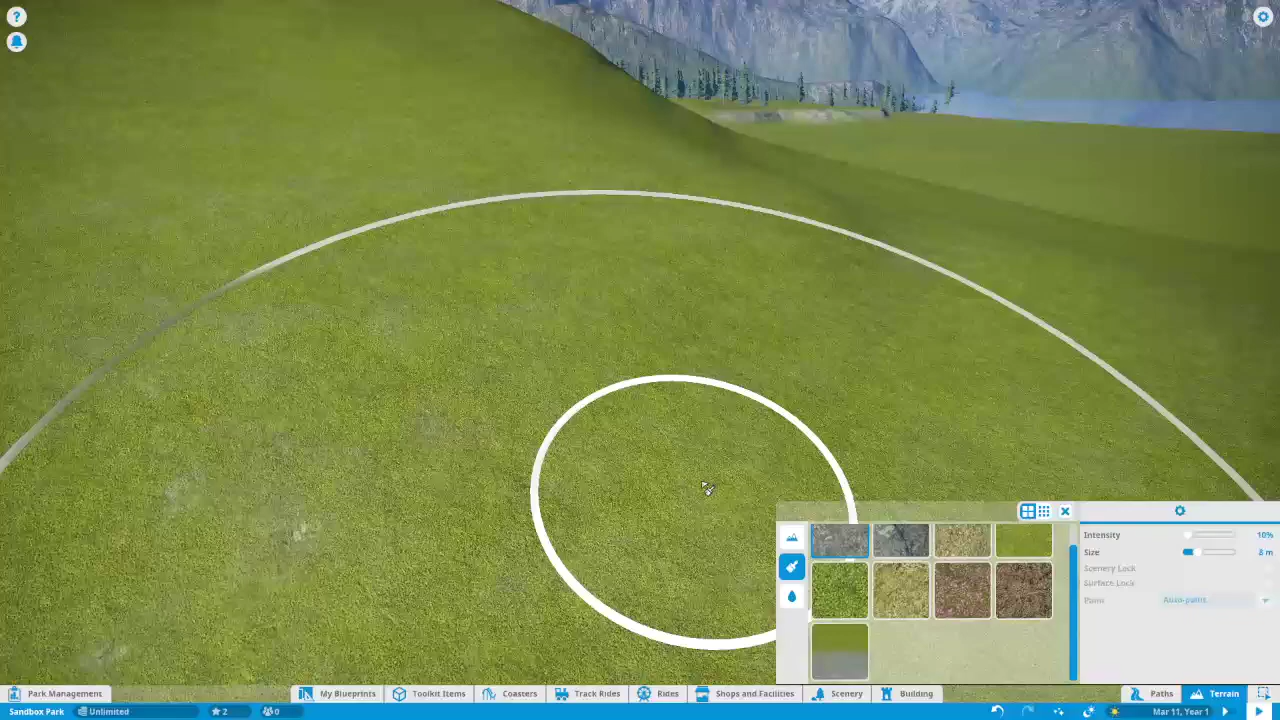 ?
Intensity 10%
Size 8 m
Scenery Lock
Surface Lock
Paint Auto-paint
Park Management My Blueprints Toolkit Items Coasters Track Rides Rides Shops and Facilities Scenery Building Paths Terrain
Sandbox Park Unlimited 2 0 Mar 11, Year 1